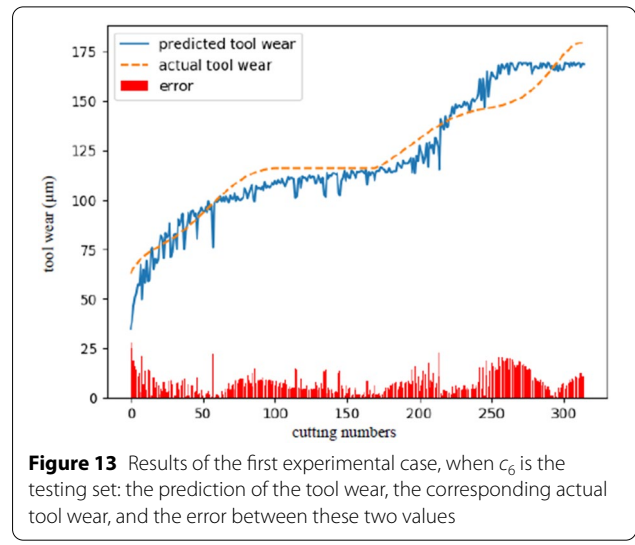 predicted tool wear
actual tool wear
error
175
150
125
100
75
50
25
0
tool wear (μm)
0 50 100 150 200 250 300
cutting numbers
Figure 13 Results of the first experimental case, when c₆ is the
testing set: the prediction of the tool wear, the corresponding actual
tool wear, and the error between these two values